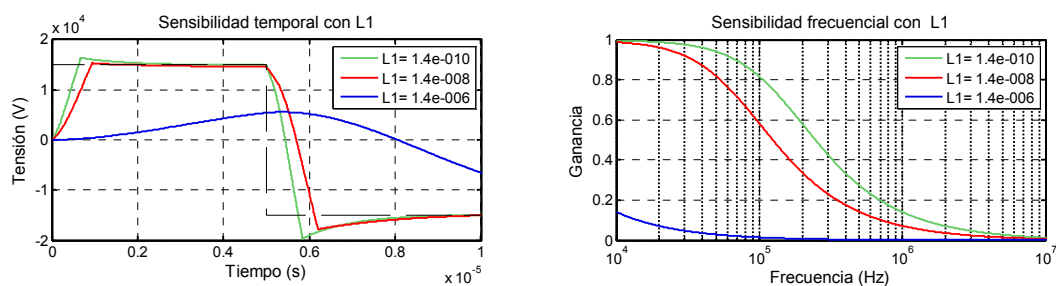 Sensibilidad temporal con L1
x 10^4
Tensión (V)
2
1
0
-1
-2
0
0.2
0.4
0.6
0.8
1
x 10^-5
Tiempo (s)
L1= 1.4e-010
L1= 1.4e-008
L1= 1.4e-006
Sensibilidad frecuencial con L1
Ganancia
1
0.8
0.6
0.4
0.2
0
10^4
10^5
10^6
10^7
Frecuencia (Hz)
L1= 1.4e-010
L1= 1.4e-008
L1= 1.4e-006